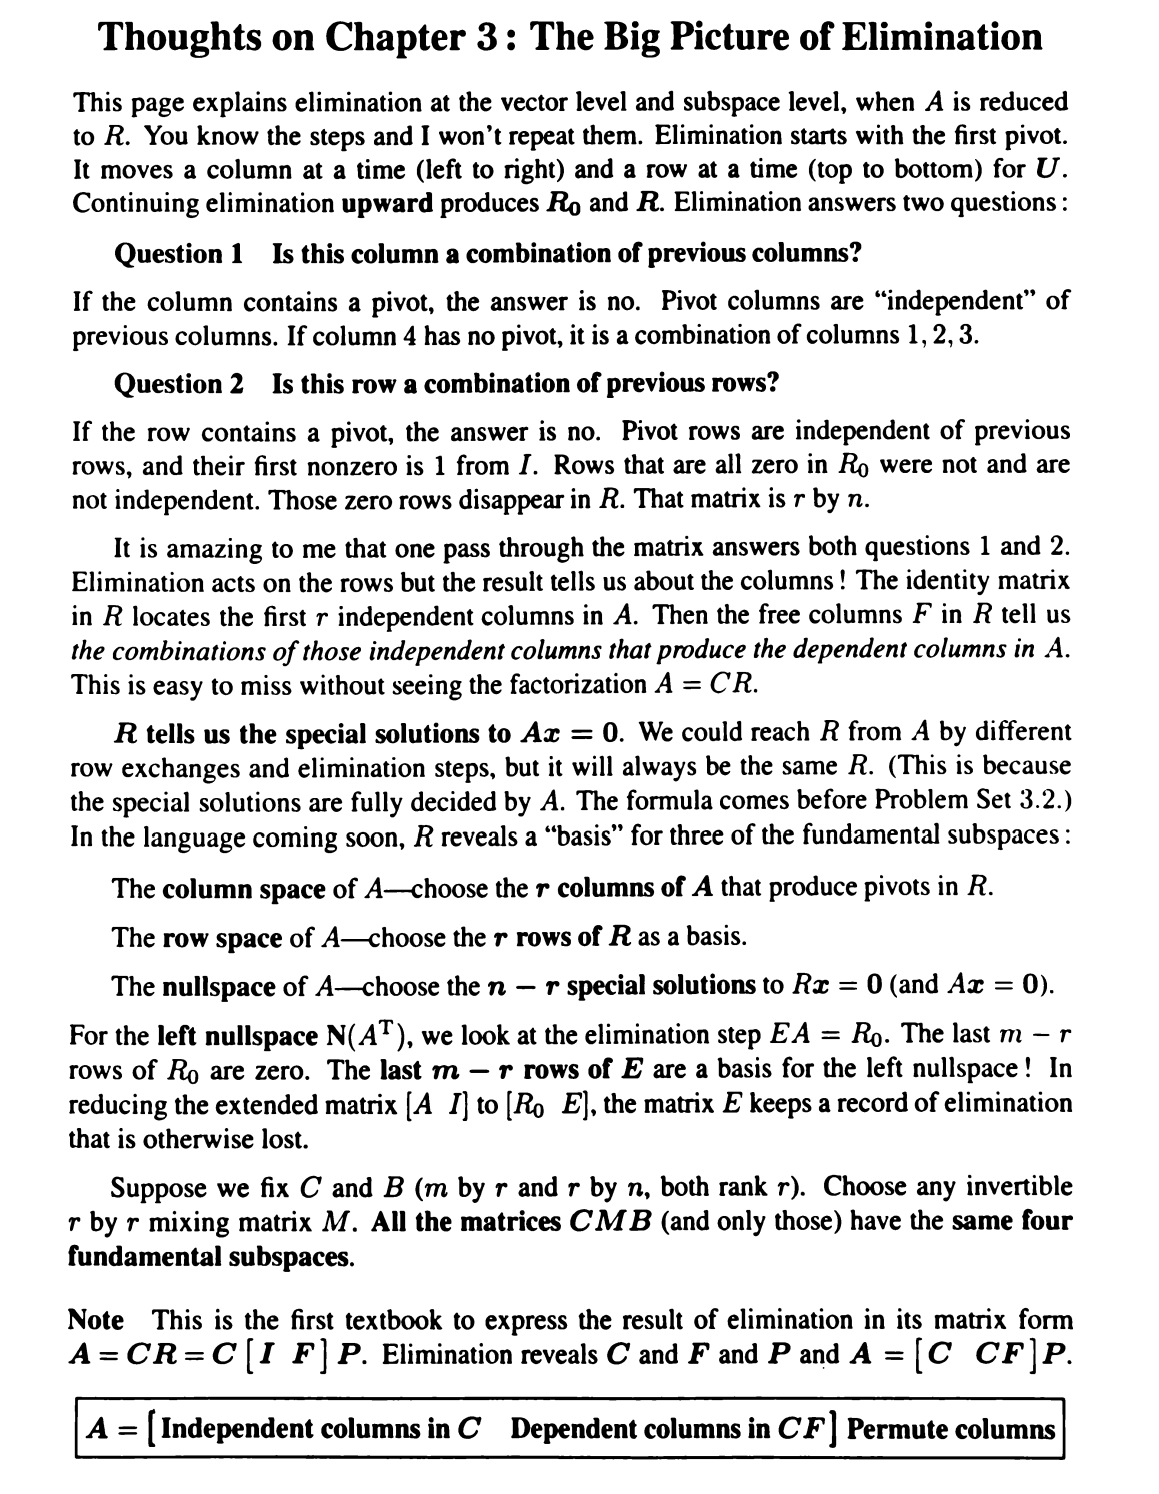 Thoughts on Chapter 3 : The Big Picture of Elimination
This page explains elimination at the vector level and subspace level, when A is reduced
to R. You know the steps and I won't repeat them. Elimination starts with the first pivot.
It moves a column at a time (left to right) and a row at a time (top to bottom) for U.
Continuing elimination upward produces R₀ and R. Elimination answers two questions :
Question 1 Is this column a combination of previous columns?
If the column contains a pivot, the answer is no. Pivot columns are “independent” of
previous columns. If column 4 has no pivot, it is a combination of columns 1, 2, 3.
Question 2 Is this row a combination of previous rows?
If the row contains a pivot, the answer is no. Pivot rows are independent of previous
rows, and their first nonzero is 1 from I. Rows that are all zero in R₀ were not and are
not independent. Those zero rows disappear in R. That matrix is r by n.
It is amazing to me that one pass through the matrix answers both questions 1 and 2.
Elimination acts on the rows but the result tells us about the columns ! The identity matrix
in R locates the first r independent columns in A. Then the free columns F in R tell us
the combinations of those independent columns that produce the dependent columns in A.
This is easy to miss without seeing the factorization A = CR.
R tells us the special solutions to Ax = 0. We could reach R from A by different
row exchanges and elimination steps, but it will always be the same R. (This is because
the special solutions are fully decided by A. The formula comes before Problem Set 3.2.)
In the language coming soon, R reveals a “basis” for three of the fundamental subspaces :
The column space of A—choose the r columns of A that produce pivots in R.
The row space of A—choose the r rows of R as a basis.
The nullspace of A—choose the n − r special solutions to Rx = 0 (and Ax = 0).
For the left nullspace N(Aᵀ), we look at the elimination step EA = R₀. The last m − r
rows of R₀ are zero. The last m − r rows of E are a basis for the left nullspace ! In
reducing the extended matrix [A I] to [R₀ E], the matrix E keeps a record of elimination
that is otherwise lost.
Suppose we fix C and B (m by r and r by n, both rank r). Choose any invertible
r by r mixing matrix M. All the matrices CMB (and only those) have the same four
fundamental subspaces.
Note This is the first textbook to express the result of elimination in its matrix form
A = CR = C [I F] P. Elimination reveals C and F and P and A = [C CF] P.
A = [Independent columns in C Dependent columns in CF] Permute columns